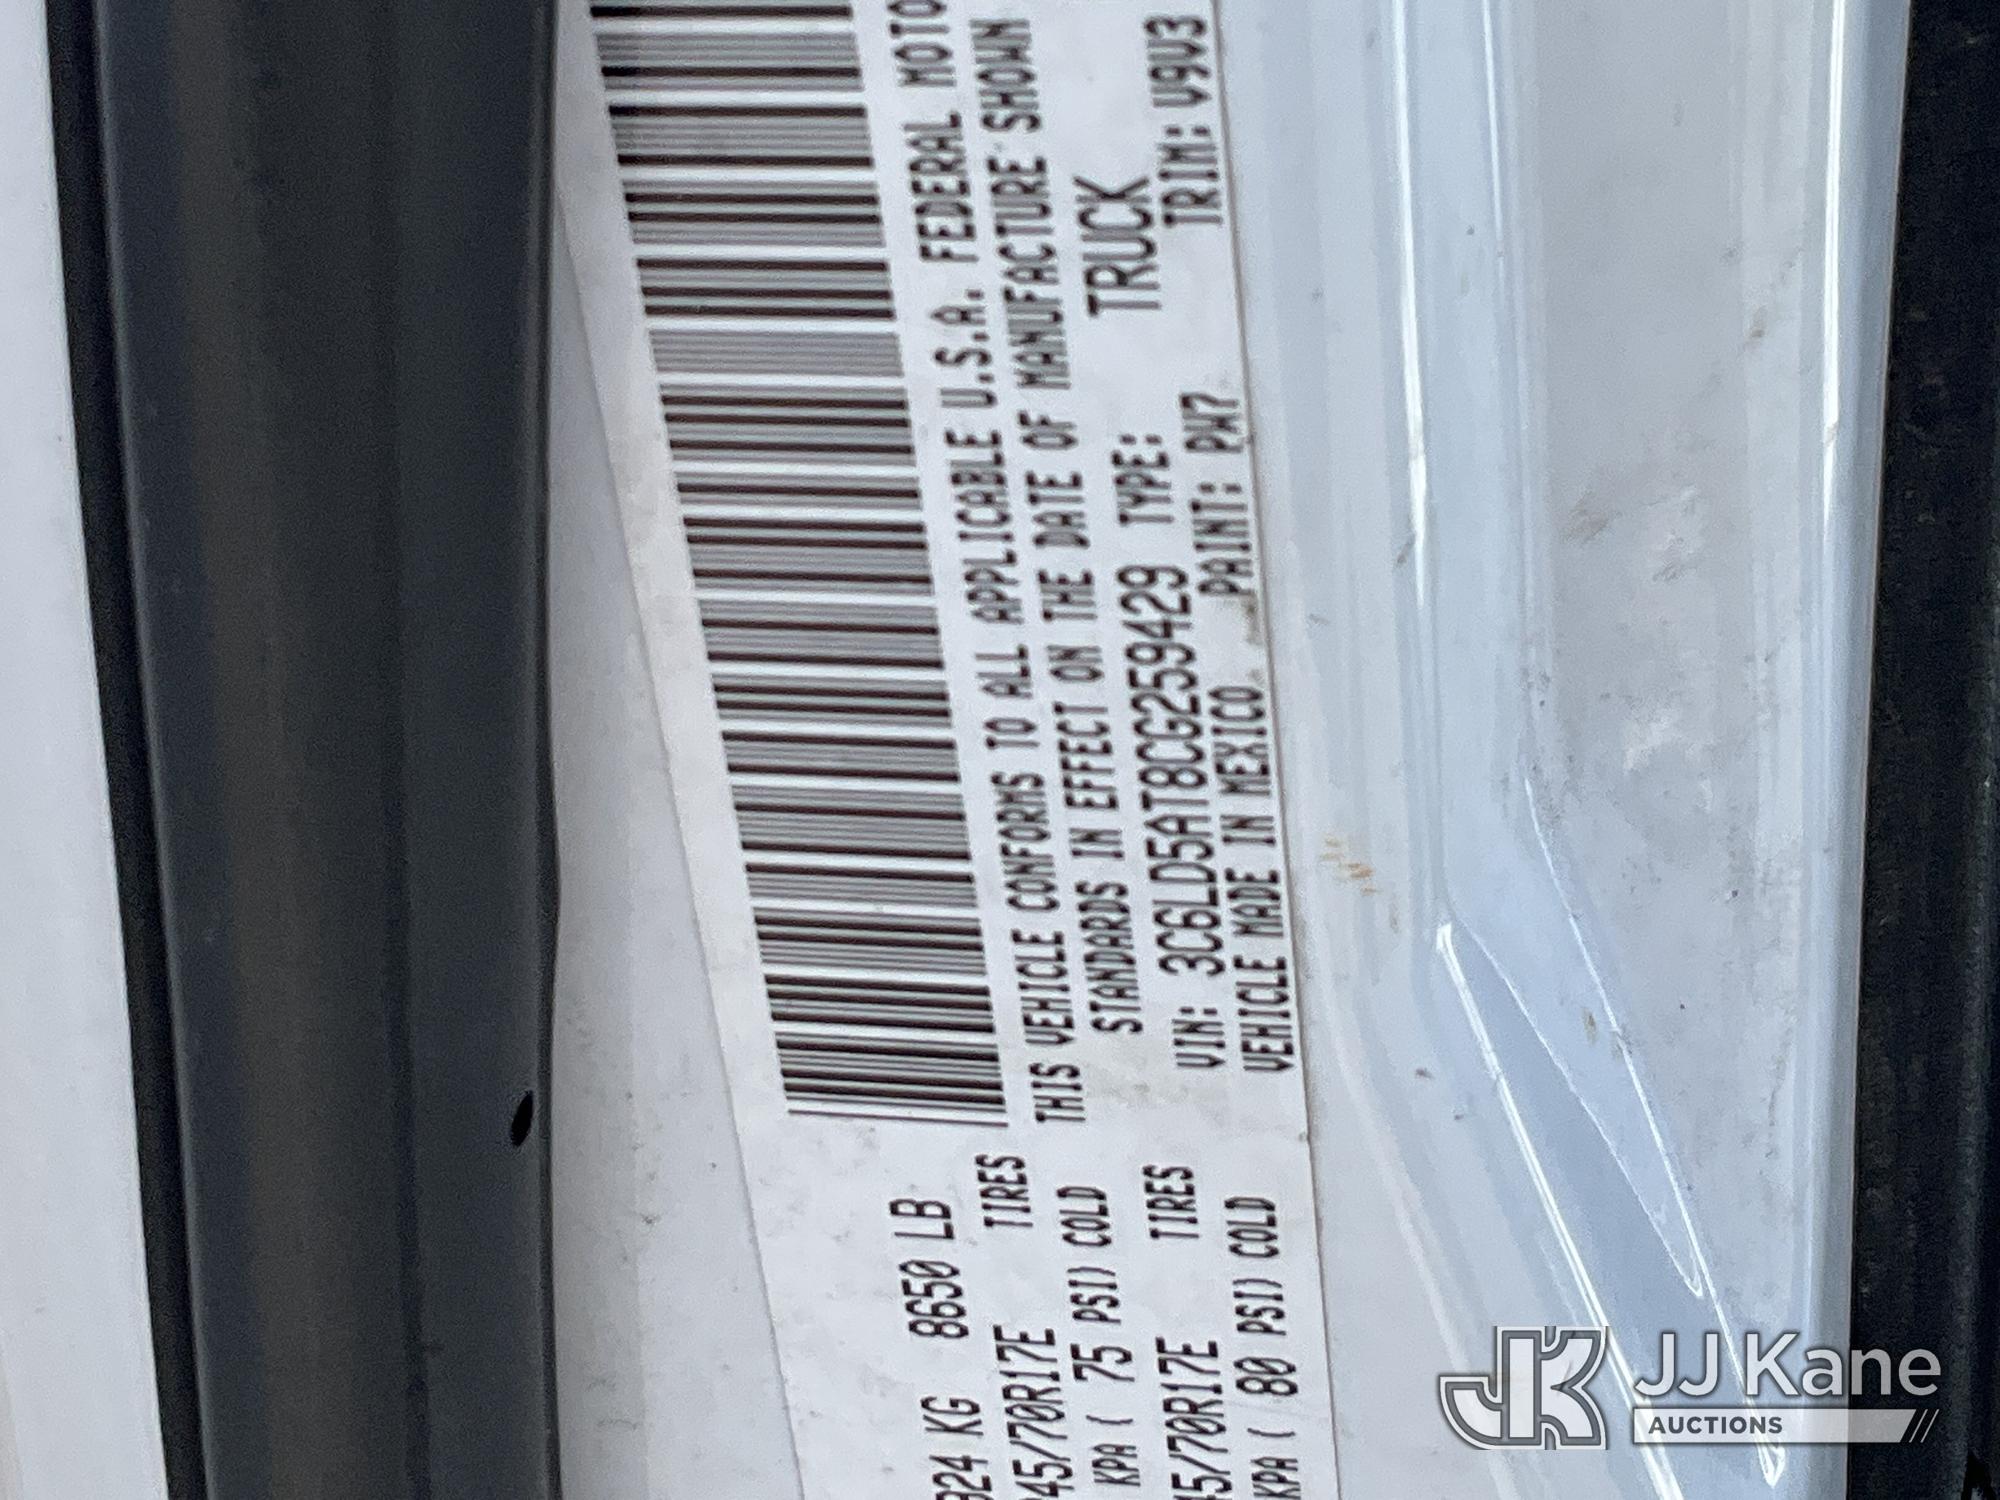 8650 LB
TIRES
75 PSI) COLD
TIRES
KPA ( 80 PSI) COLD
THIS VEHICLE CONFORMS TO ALL APPLICABLE U.S.A. FEDERAL
STANDARDS IN EFFECT ON THE DATE OF MANUFACTURE SHOWN
VIN: 3C6LD5AT8CG259429 TYPE: TRUCK
VEHICLE MADE IN MEXICO PAINT: PW7 TRIM: V9V3
JJ Kane
AUCTIONS